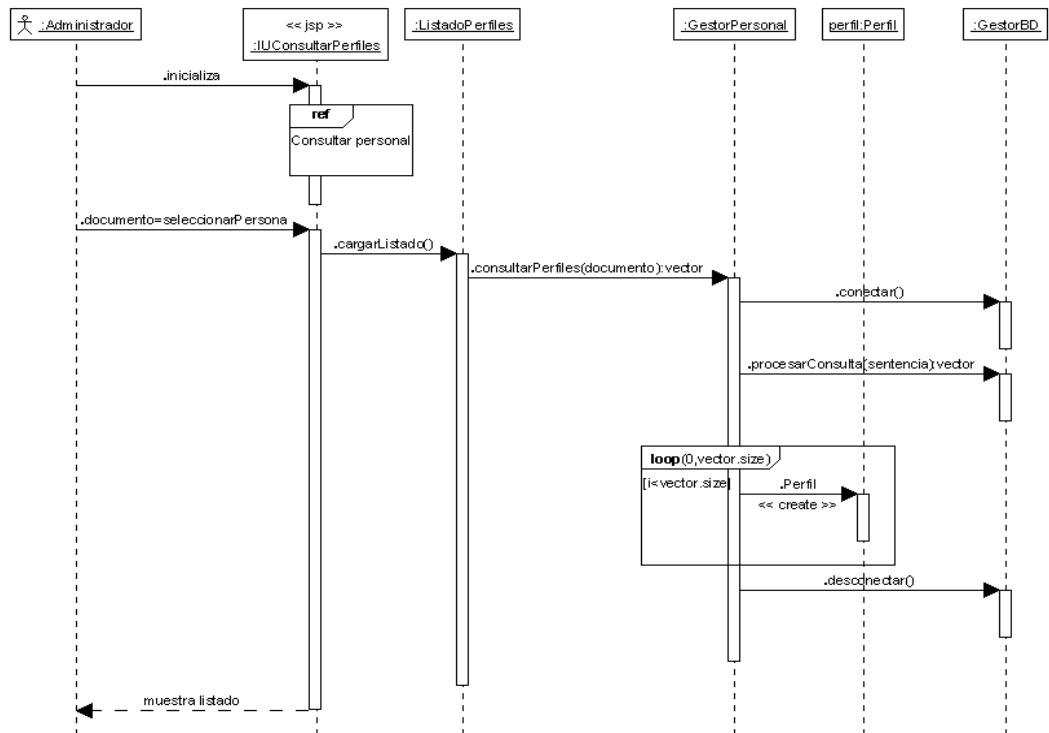 :Administrador
<< jsp >>
:IUConsultarPerfiles
:ListadoPerfiles
:GestorPersonal
perfil:Perfil
:GestorBD
.inicializa
ref
Consultar personal
.documento=seleccionarPersona
.cargarListado()
.consultarPerfiles(documento):vector
.conectar()
.procesarConsulta(sentencia):vector
loop(0,vector.size)
[i<vector.size]
.Perfil
<< create >>
.desconectar()
muestra listado